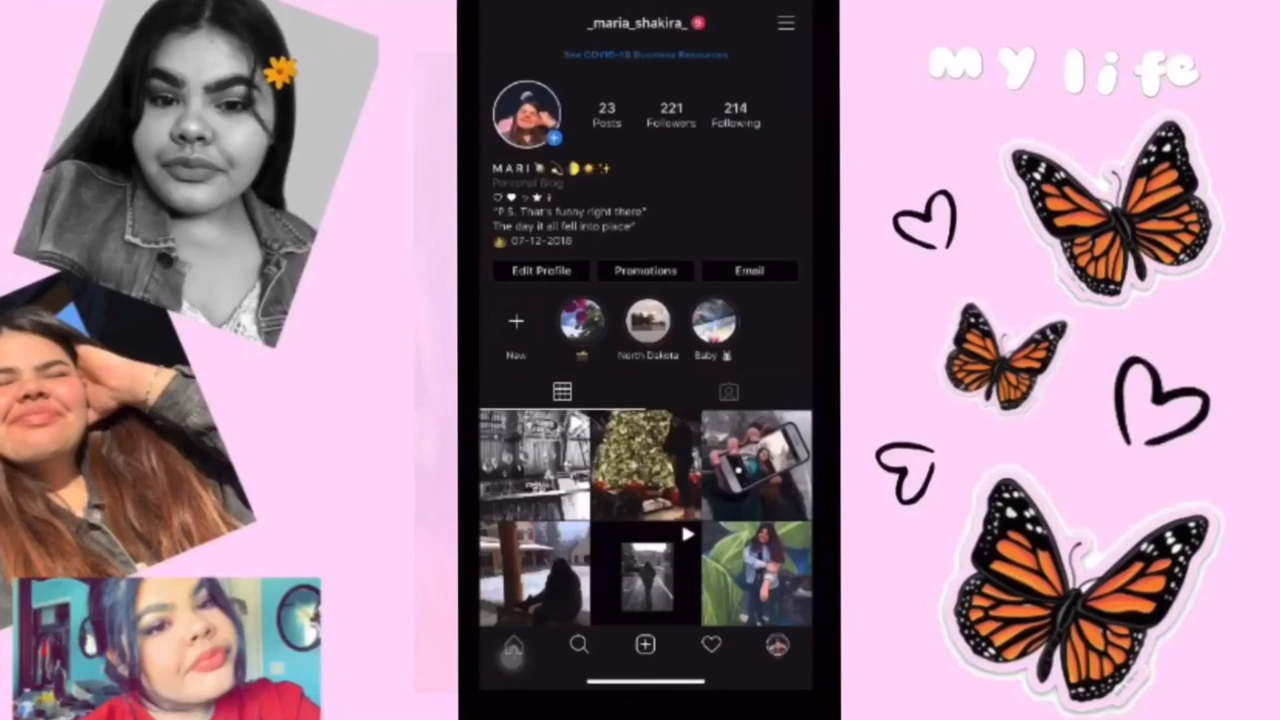 my life
_maria_shakira_ 9
See COVID-19 Business Resources
23 221 214
Posts Followers Following
MARI
Personal Blog
"P.S. That's funny right there"
The day it all fell into place"
07-12-2018
Edit Profile Promotions Email
New North Dakota Baby